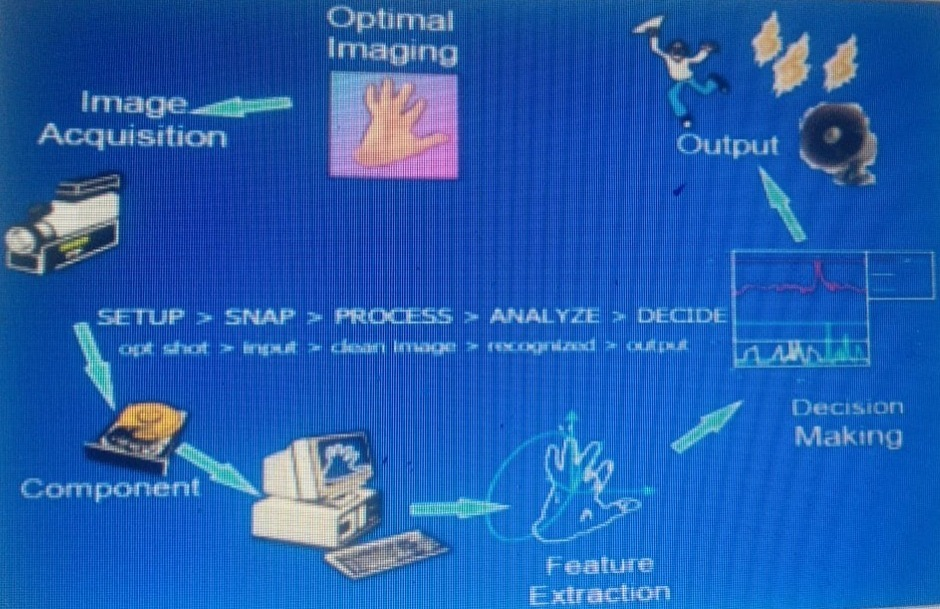 Optimal
Imaging
Image
Acquisition
Output
SETUP > SNAP > PROCESS > ANALYZE > DECIDE
opt shot > input > clean image > recognized > output
Decision
Making
Component
Feature
Extraction